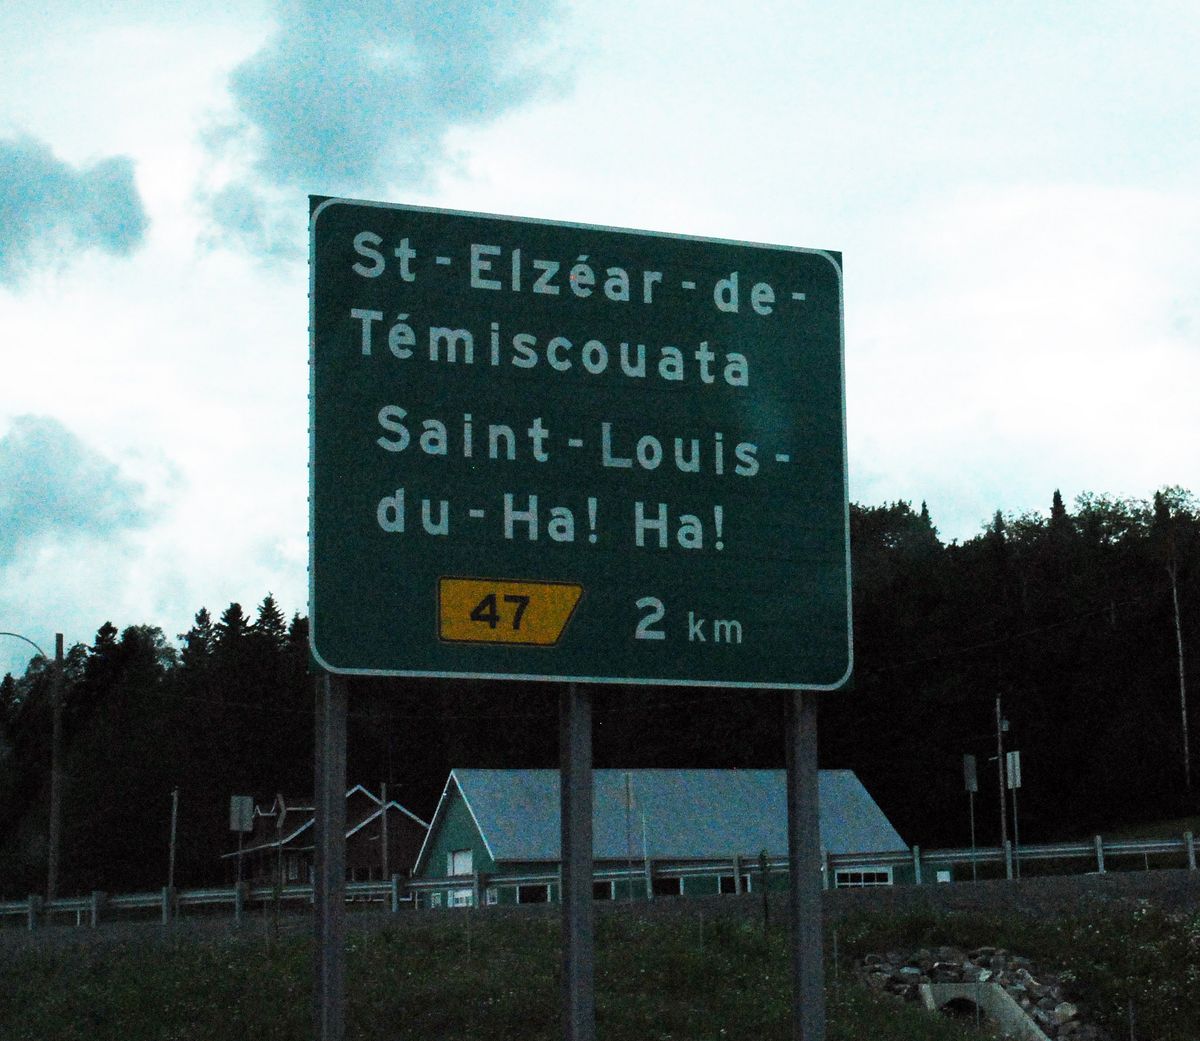 St-Elzéar-de-
Témiscouata
Saint-Louis-
du-Ha! Ha!
47 2 km